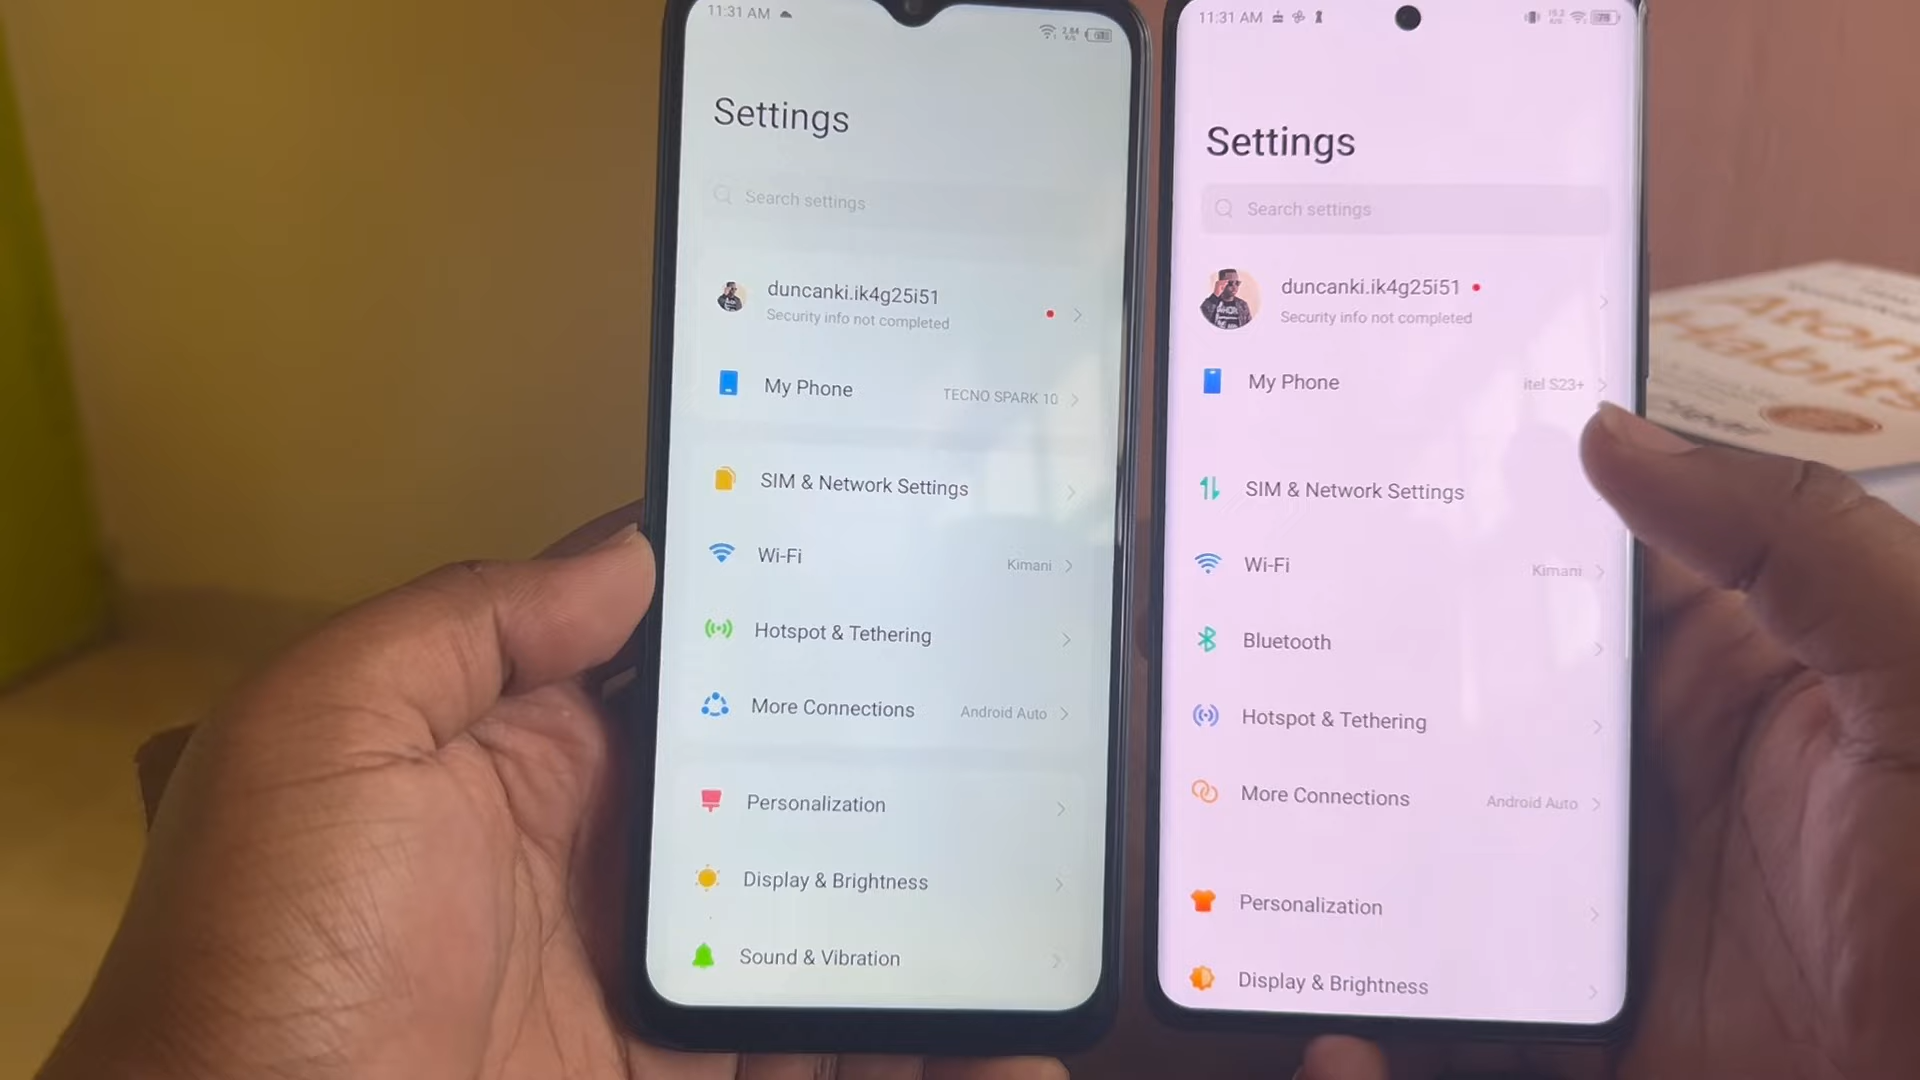 11:31 AM
Settings
Search settings
duncanki.ik4g25i51
Security info not completed
My Phone
TECNO SPARK 10
SIM & Network Settings
Wi-Fi
Kimani
Hotspot & Tethering
More Connections
Android Auto
Personalization
Display & Brightness
Sound & Vibration
11:31 AM
78
Settings
Search settings
duncanki.ik4g25i51
Security info not completed
My Phone
itel S23+
SIM & Network Settings
Wi-Fi
Kimani
Bluetooth
Hotspot & Tethering
More Connections
Android Auto
Personalization
Display & Brightness
Atomic
Habits